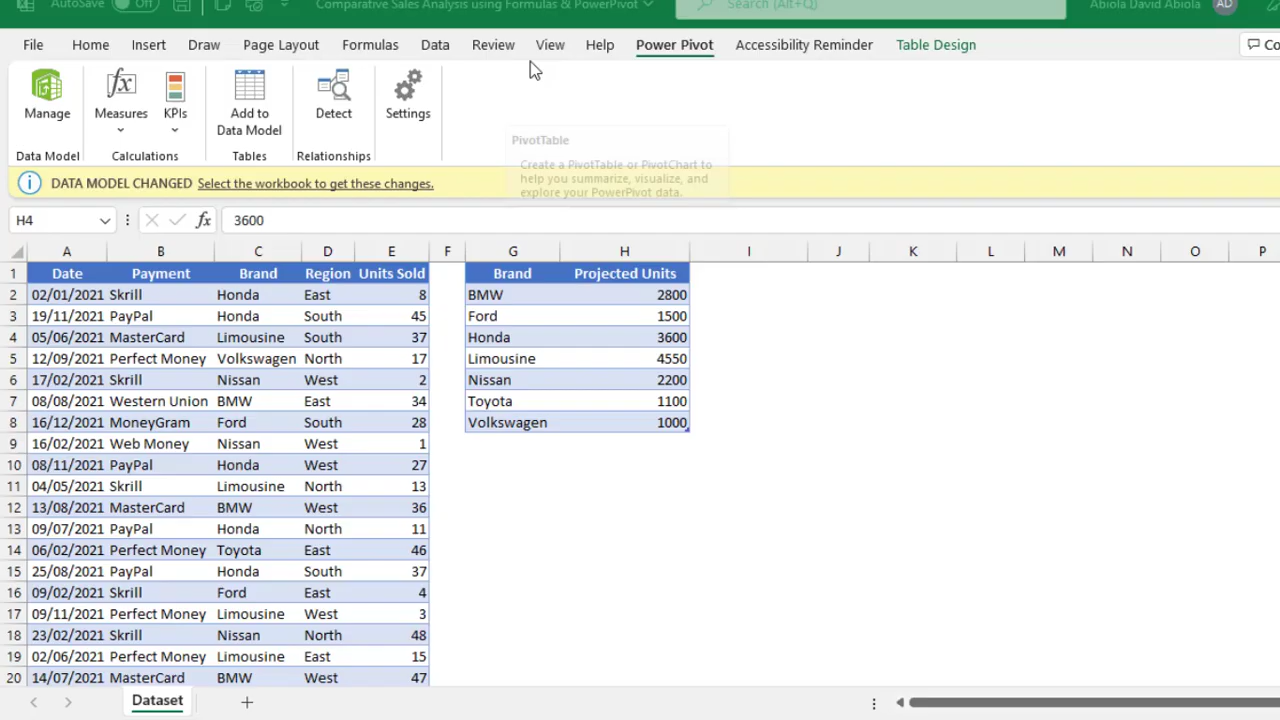 AutoSave Off Comparative Sales Analysis using Formulas & PowerPivot Search (Alt+Q) Abiola David Abiola AD
File Home Insert Draw Page Layout Formulas Data Review View Help Power Pivot Accessibility Reminder Table Design Co
Manage Measures KPIs Add to Data Model Detect Settings
Data Model Calculations Tables Relationships
PivotTable
Create a PivotTable or PivotChart to
help you summarize, visualize, and
explore your PowerPivot data.
DATA MODEL CHANGED Select the workbook to get these changes.
H4 fx 3600
A B C D E F G H I J K L M N O P
1 Date Payment Brand Region Units Sold Brand Projected Units
2 02/01/2021 Skrill Honda East 8 BMW 2800
3 19/11/2021 PayPal Honda South 45 Ford 1500
4 05/06/2021 MasterCard Limousine South 37 Honda 3600
5 12/09/2021 Perfect Money Volkswagen North 17 Limousine 4550
6 17/02/2021 Skrill Nissan West 2 Nissan 2200
7 08/08/2021 Western Union BMW East 34 Toyota 1100
8 16/12/2021 MoneyGram Ford South 28 Volkswagen 1000
9 16/02/2021 Web Money Nissan West 1
10 08/11/2021 PayPal Honda West 27
11 04/05/2021 Skrill Limousine North 13
12 13/08/2021 MasterCard BMW West 36
13 09/07/2021 PayPal Honda North 11
14 06/02/2021 Perfect Money Toyota East 46
15 25/08/2021 PayPal Honda South 37
16 09/02/2021 Skrill Ford East 4
17 09/11/2021 Perfect Money Limousine West 3
18 23/02/2021 Skrill Nissan North 48
19 02/06/2021 Perfect Money Limousine East 15
20 14/07/2021 MasterCard BMW West 47
Dataset